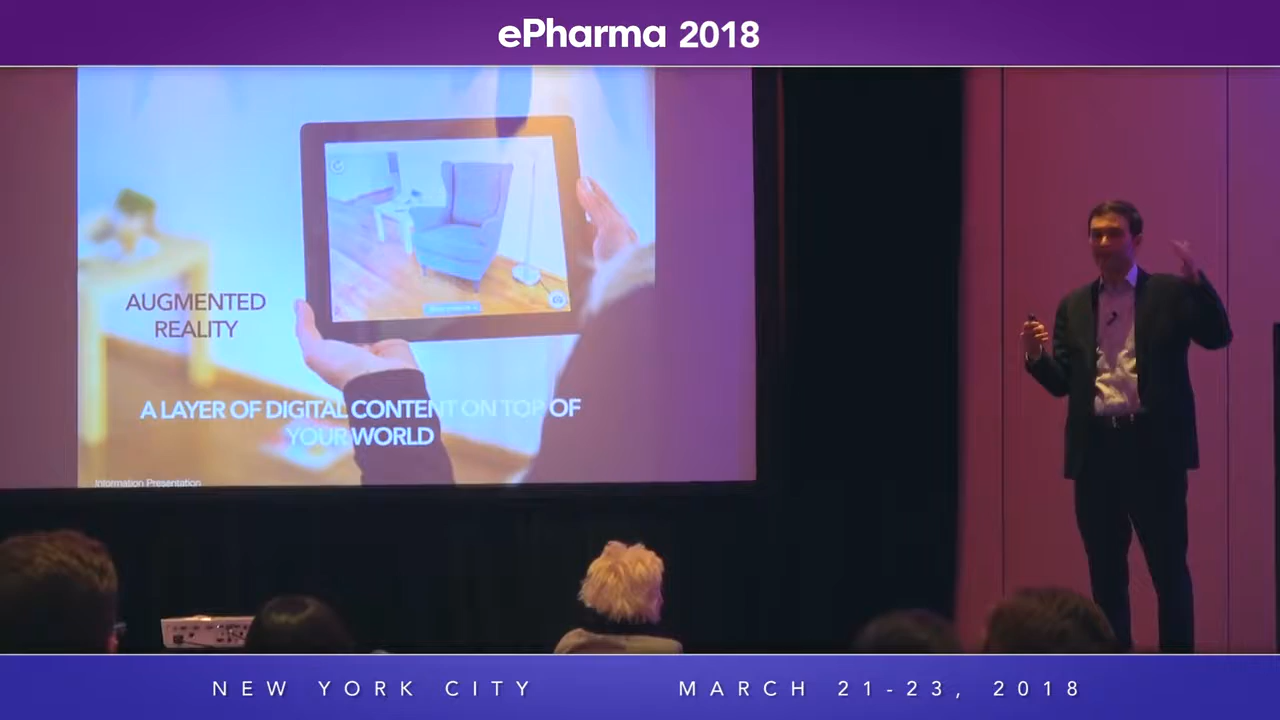 ePharma 2018
AUGMENTED
REALITY
A LAYER OF DIGITAL CONTENT ON TOP OF
YOUR WORLD
Information Presentation
NEW YORK CITY MARCH 21-23, 2018